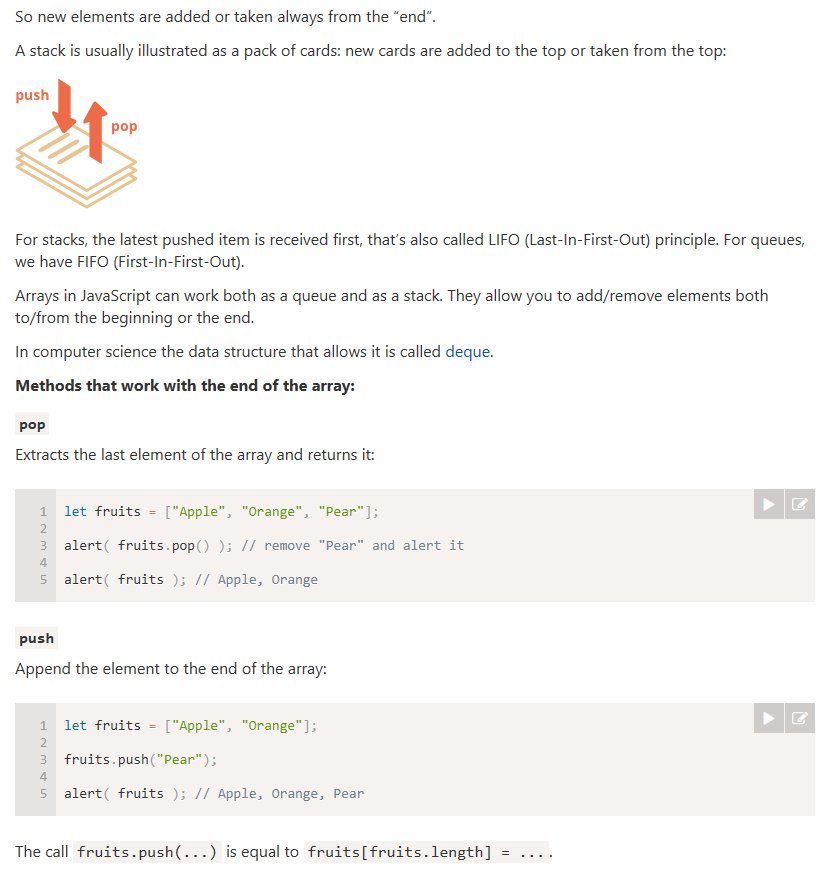 So new elements are added or taken always from the “end”.
A stack is usually illustrated as a pack of cards: new cards are added to the top or taken from the top:
push
pop
For stacks, the latest pushed item is received first, that’s also called LIFO (Last-In-First-Out) principle. For queues,
we have FIFO (First-In-First-Out).
Arrays in JavaScript can work both as a queue and as a stack. They allow you to add/remove elements both
to/from the beginning or the end.
In computer science the data structure that allows it is called deque.
Methods that work with the end of the array:
pop
Extracts the last element of the array and returns it:
1 let fruits = ["Apple", "Orange", "Pear"];
2
3 alert( fruits.pop() ); // remove "Pear" and alert it
4
5 alert( fruits ); // Apple, Orange
push
Append the element to the end of the array:
1 let fruits = ["Apple", "Orange"];
2
3 fruits.push("Pear");
4
5 alert( fruits ); // Apple, Orange, Pear
The call fruits.push(...) is equal to fruits[fruits.length] = ....